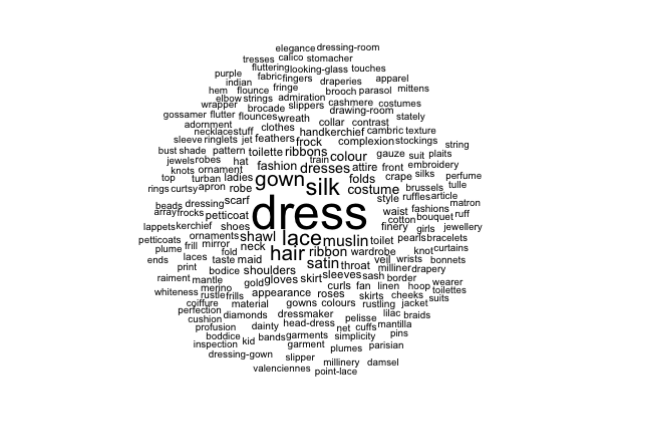 elegance dressing-room
tresses calico stomacher
fluttering looking-glass touches
purple fabric fingers draperies apparel
indian fringe brooch parasol mittens
hem flounce admiration cashmere costumes
elbow strings slippers drawing-room
wrapper brocade
gossamer flutter flounces wreath collar contrast stately
adornment clothes handkerchief cambric texture
necklace stuff
sleeve ringlets jet feathers frock complexion stockings string
bust shade pattern toilette ribbons colour gauze suit plaits
jewels robes hat fashion train dresses attire front embroidery
knots ornament folds crape silks perfume
top turban ladies gown silk costume brussels tulle
rings curtsy apron robe style ruffles article
beads dressing scarf dress waist fashions matron
array frocks petticoat cotton bouquet ruff
lappets kerchief shoes finery girls jewellery
petticoats ornaments shawl lace muslin toilet pearls bracelets
plume frill mirror neck hair ribbon wardrobe knot curtains
ends laces fold taste maid satin throat veil wrists bonnets
print bodice shoulders milliner drapery
raiment mantle gold gloves skirt sleeves sash border wearer
whiteness merino appearance roses curls fan linen hoop toilettes
rustle frills skirts cheeks suits
coiffure material gowns colours rustling jacket
perfection diamonds dressmaker pelisse lilac braids
cushion head-dress net cuffs mantilla
profusion dainty
boddice kid bands garments simplicity pins
inspection garment plumes parisian
dressing-gown slipper millinery damsel
valenciennes point-lace